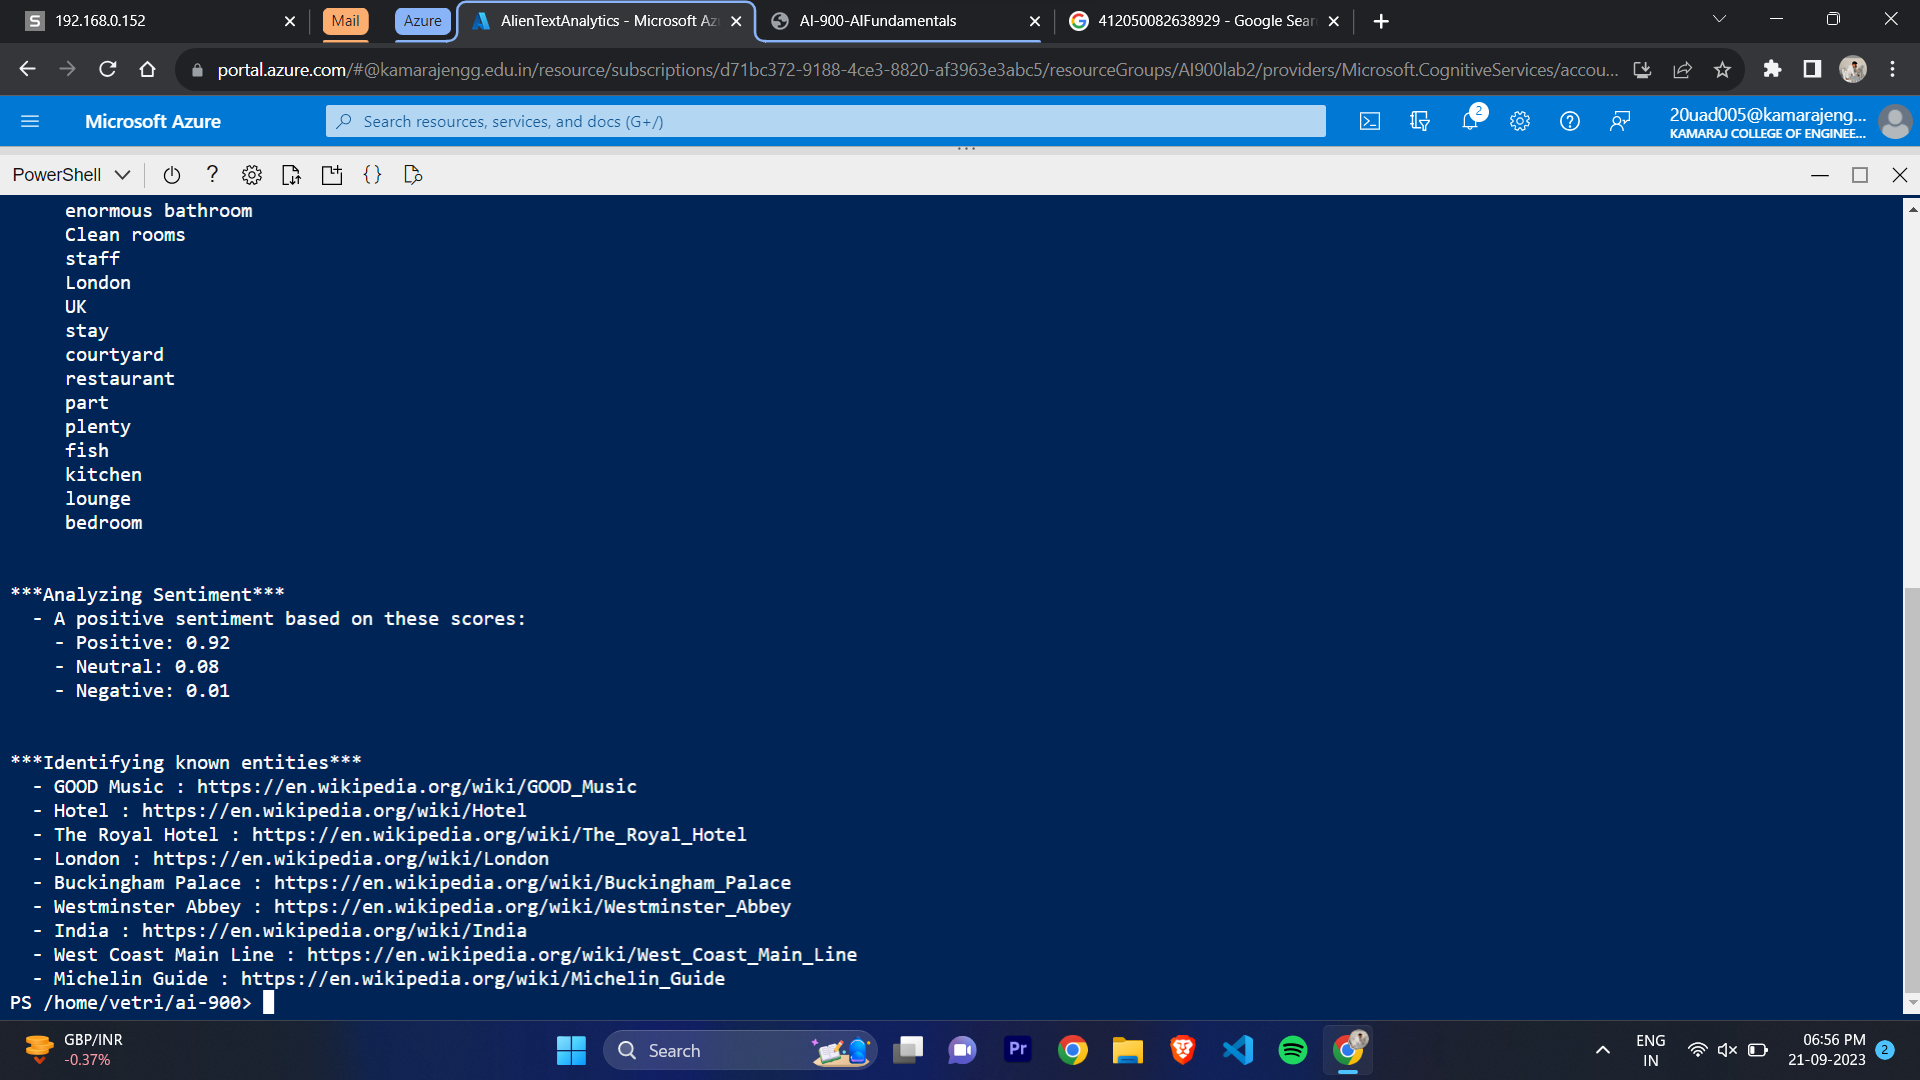 192.168.0.152
Mail
Azure
AlienTextAnalytics - Microsoft Az
AI-900-AIFundamentals
412050082638929 - Google Sear
portal.azure.com/#@kamarajengg.edu.in/resource/subscriptions/d71bc372-9188-4ce3-8820-af3963e3abc5/resourceGroups/AI900lab2/providers/Microsoft.CognitiveServices/accou...
Microsoft Azure
Search resources, services, and docs (G+/)
2
20uad005@kamarajeng...
KAMARAJ COLLEGE OF ENGINEE...
PowerShell
enormous bathroom
Clean rooms
staff
London
UK
stay
courtyard
restaurant
part
plenty
fish
kitchen
lounge
bedroom
***Analyzing Sentiment***
- A positive sentiment based on these scores:
- Positive: 0.92
- Neutral: 0.08
- Negative: 0.01
***Identifying known entities***
- GOOD Music : https://en.wikipedia.org/wiki/GOOD_Music
- Hotel : https://en.wikipedia.org/wiki/Hotel
- The Royal Hotel : https://en.wikipedia.org/wiki/The_Royal_Hotel
- London : https://en.wikipedia.org/wiki/London
- Buckingham Palace : https://en.wikipedia.org/wiki/Buckingham_Palace
- Westminster Abbey : https://en.wikipedia.org/wiki/Westminster_Abbey
- India : https://en.wikipedia.org/wiki/India
- West Coast Main Line : https://en.wikipedia.org/wiki/West_Coast_Main_Line
- Michelin Guide : https://en.wikipedia.org/wiki/Michelin_Guide
PS /home/vetri/ai-900>
GBP/INR
-0.37%
Search
Pr
ENG
IN
06:56 PM
21-09-2023
2